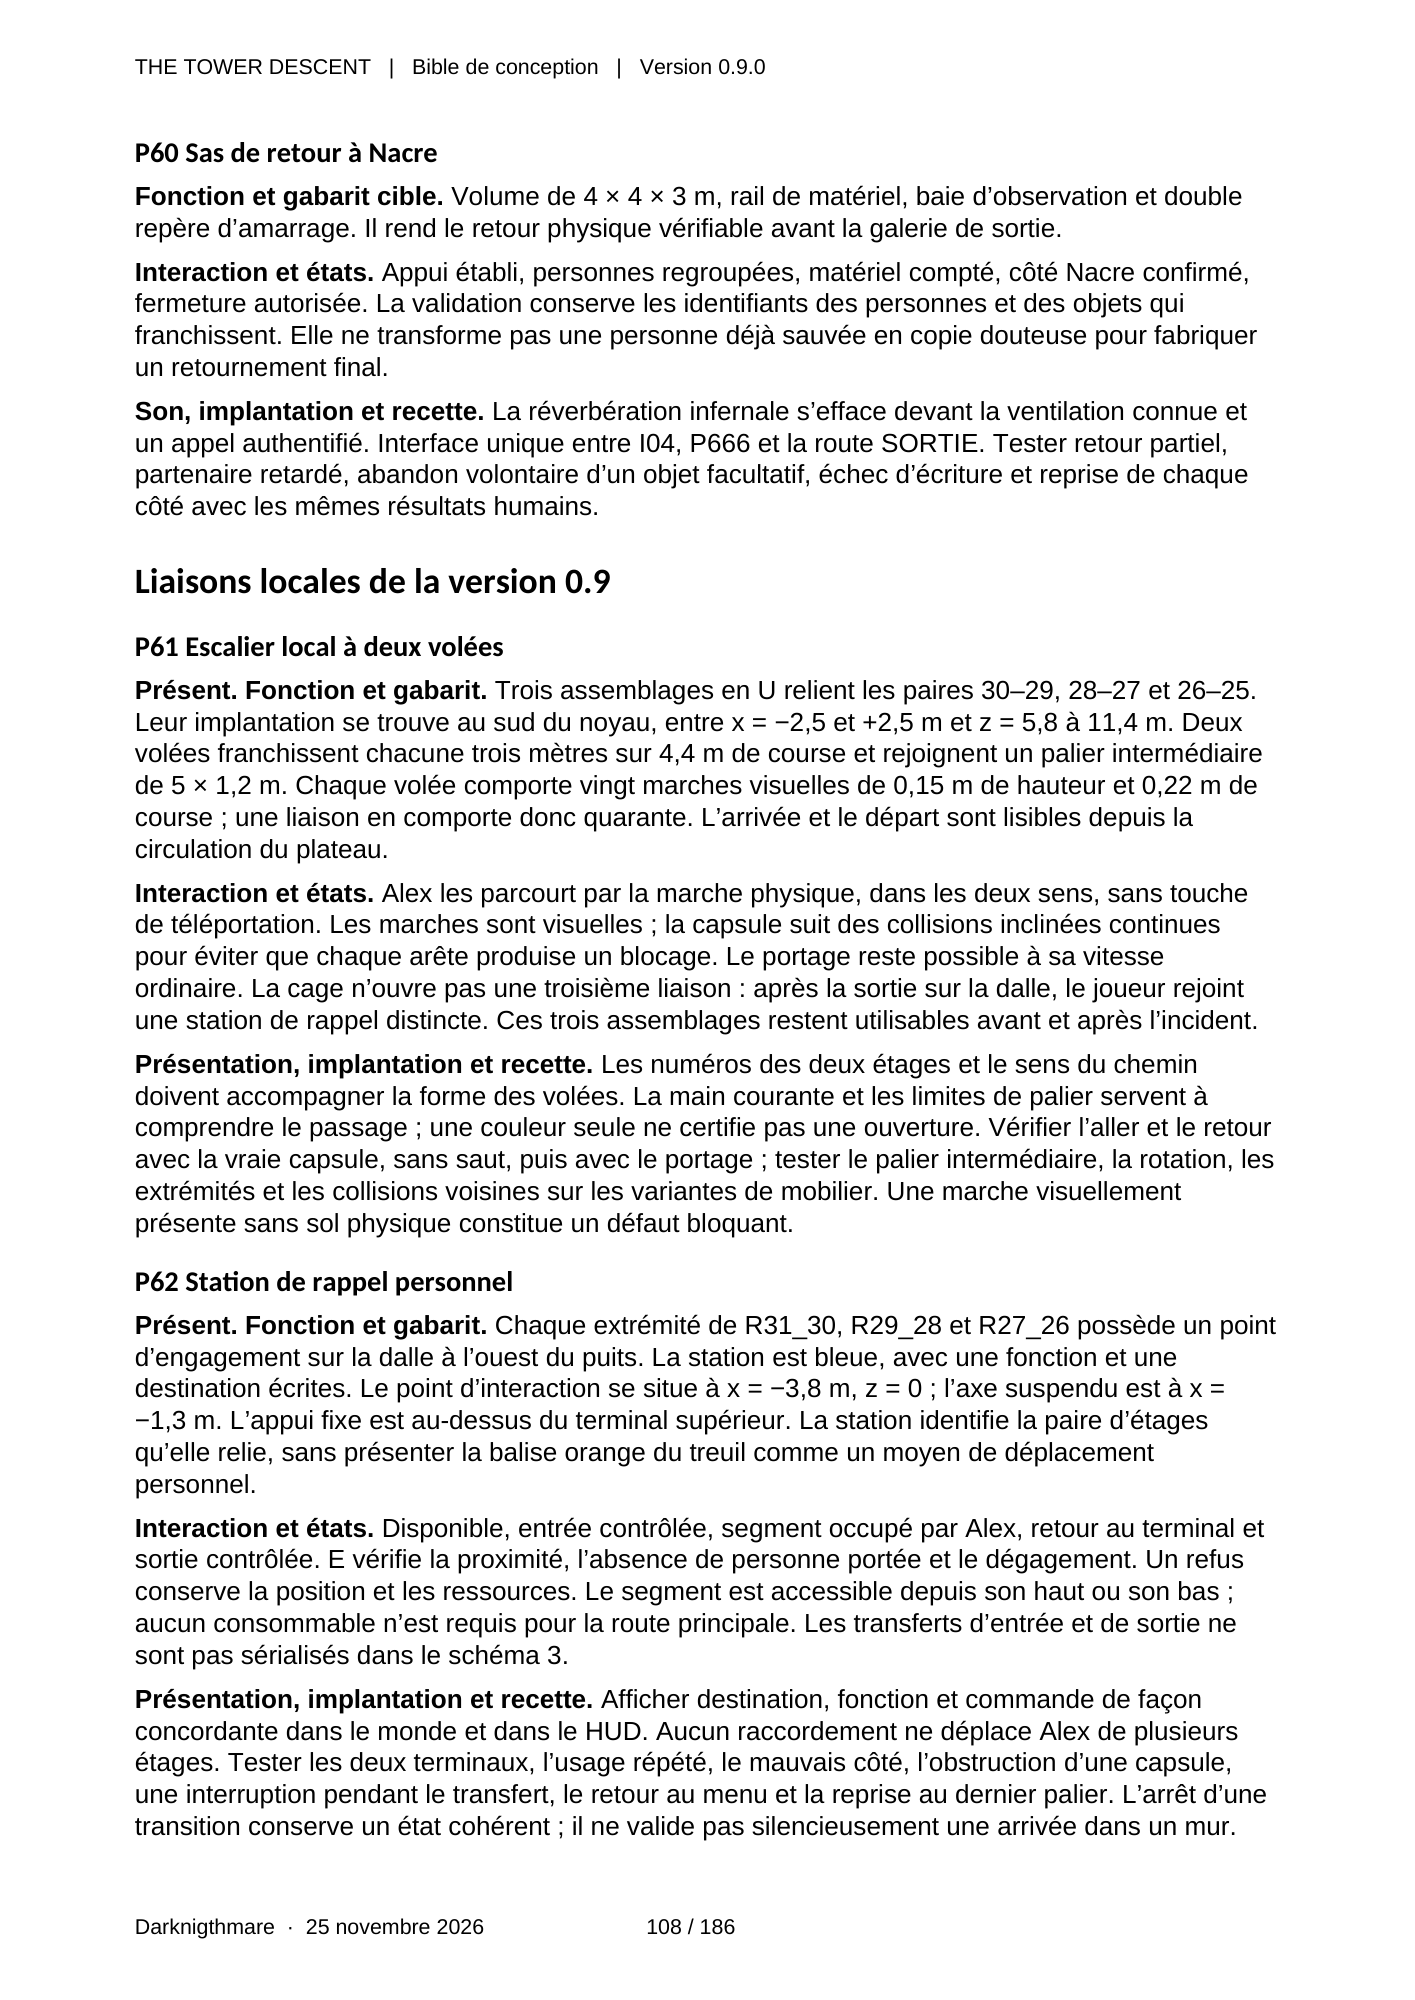 THE TOWER DESCENT | Bible de conception | Version 0.9.0
P60 Sas de retour à Nacre
Fonction et gabarit cible. Volume de 4 × 4 × 3 m, rail de matériel, baie d’observation et double
repère d’amarrage. Il rend le retour physique vérifiable avant la galerie de sortie.
Interaction et états. Appui établi, personnes regroupées, matériel compté, côté Nacre confirmé,
fermeture autorisée. La validation conserve les identifiants des personnes et des objets qui
franchissent. Elle ne transforme pas une personne déjà sauvée en copie douteuse pour fabriquer
un retournement final.
Son, implantation et recette. La réverbération infernale s’efface devant la ventilation connue et
un appel authentifié. Interface unique entre I04, P666 et la route SORTIE. Tester retour partiel,
partenaire retardé, abandon volontaire d’un objet facultatif, échec d’écriture et reprise de chaque
côté avec les mêmes résultats humains.
Liaisons locales de la version 0.9
P61 Escalier local à deux volées
Présent. Fonction et gabarit. Trois assemblages en U relient les paires 30–29, 28–27 et 26–25.
Leur implantation se trouve au sud du noyau, entre x = −2,5 et +2,5 m et z = 5,8 à 11,4 m. Deux
volées franchissent chacune trois mètres sur 4,4 m de course et rejoignent un palier intermédiaire
de 5 × 1,2 m. Chaque volée comporte vingt marches visuelles de 0,15 m de hauteur et 0,22 m de
course ; une liaison en comporte donc quarante. L’arrivée et le départ sont lisibles depuis la
circulation du plateau.
Interaction et états. Alex les parcourt par la marche physique, dans les deux sens, sans touche
de téléportation. Les marches sont visuelles ; la capsule suit des collisions inclinées continues
pour éviter que chaque arête produise un blocage. Le portage reste possible à sa vitesse
ordinaire. La cage n’ouvre pas une troisième liaison : après la sortie sur la dalle, le joueur rejoint
une station de rappel distincte. Ces trois assemblages restent utilisables avant et après l’incident.
Présentation, implantation et recette. Les numéros des deux étages et le sens du chemin
doivent accompagner la forme des volées. La main courante et les limites de palier servent à
comprendre le passage ; une couleur seule ne certifie pas une ouverture. Vérifier l’aller et le retour
avec la vraie capsule, sans saut, puis avec le portage ; tester le palier intermédiaire, la rotation, les
extrémités et les collisions voisines sur les variantes de mobilier. Une marche visuellement
présente sans sol physique constitue un défaut bloquant.
P62 Station de rappel personnel
Présent. Fonction et gabarit. Chaque extrémité de R31_30, R29_28 et R27_26 possède un point
d’engagement sur la dalle à l’ouest du puits. La station est bleue, avec une fonction et une
destination écrites. Le point d’interaction se situe à x = −3,8 m, z = 0 ; l’axe suspendu est à x =
−1,3 m. L’appui fixe est au-dessus du terminal supérieur. La station identifie la paire d’étages
qu’elle relie, sans présenter la balise orange du treuil comme un moyen de déplacement
personnel.
Interaction et états. Disponible, entrée contrôlée, segment occupé par Alex, retour au terminal et
sortie contrôlée. E vérifie la proximité, l’absence de personne portée et le dégagement. Un refus
conserve la position et les ressources. Le segment est accessible depuis son haut ou son bas ;
aucun consommable n’est requis pour la route principale. Les transferts d’entrée et de sortie ne
sont pas sérialisés dans le schéma 3.
Présentation, implantation et recette. Afficher destination, fonction et commande de façon
concordante dans le monde et dans le HUD. Aucun raccordement ne déplace Alex de plusieurs
étages. Tester les deux terminaux, l’usage répété, le mauvais côté, l’obstruction d’une capsule,
une interruption pendant le transfert, le retour au menu et la reprise au dernier palier. L’arrêt d’une
transition conserve un état cohérent ; il ne valide pas silencieusement une arrivée dans un mur.
Darknigthmare · 25 novembre 2026 108 / 186